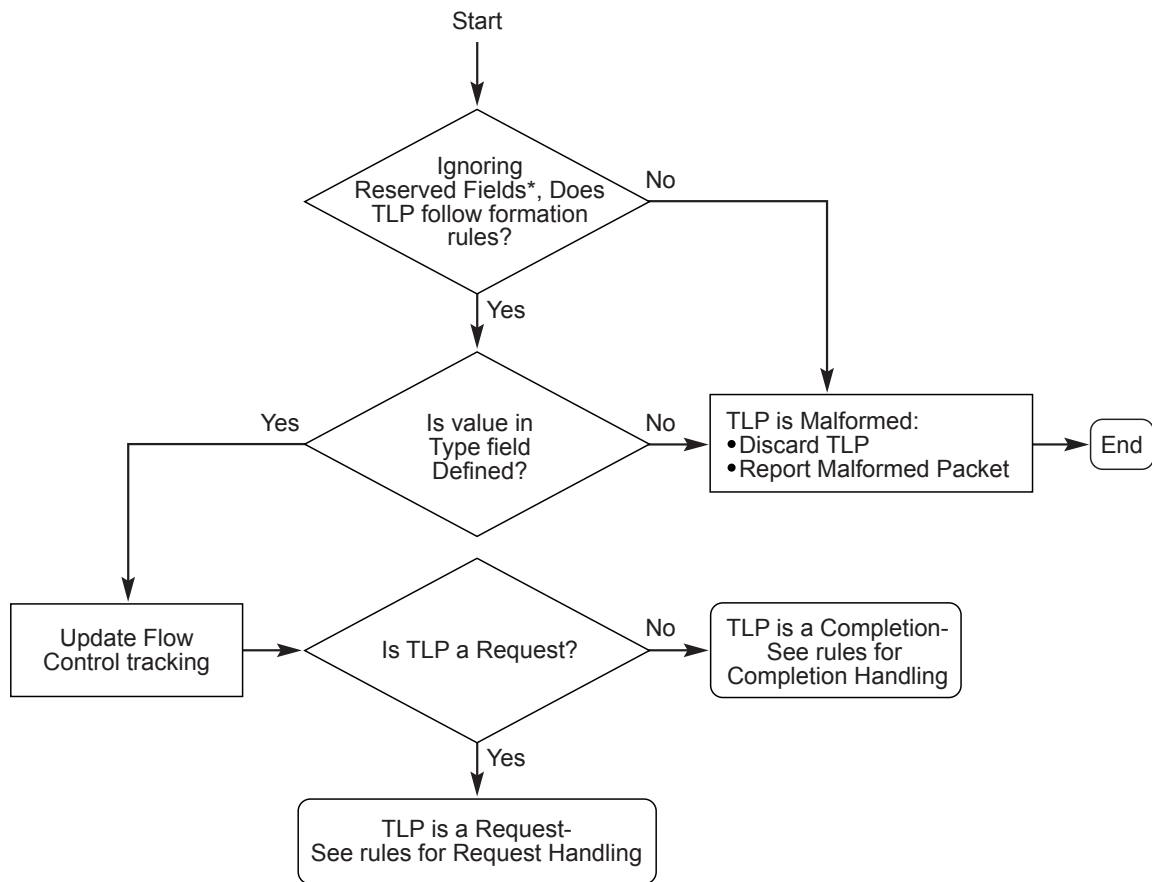 Start
Ignoring
Reserved Fields*, Does
TLP follow formation
rules?
No
Yes
Is value in
Type field
Defined?
Yes
No
TLP is Malformed:
•Discard TLP
•Report Malformed Packet
End
Update Flow
Control tracking
Is TLP a Request?
No
TLP is a Completion-
See rules for
Completion Handling
Yes
TLP is a Request-
See rules for Request Handling